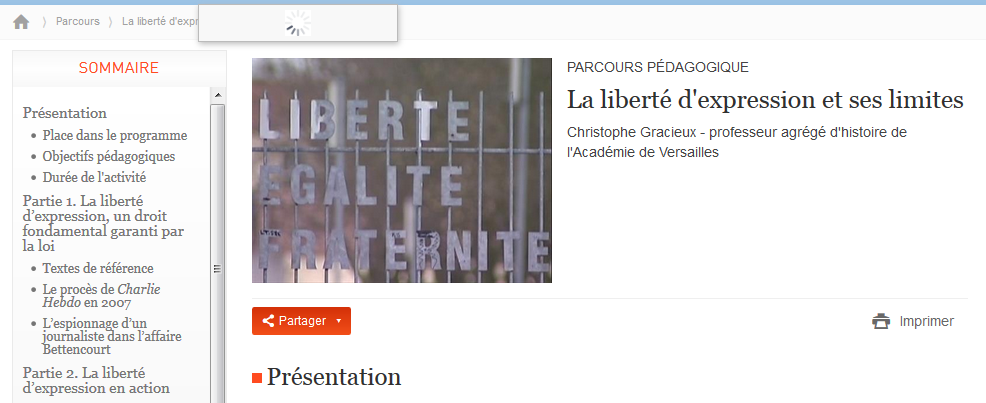 Parcours
La liberté d'expr
SOMMAIRE
Présentation
Place dans le programme
Objectifs pédagogiques
Durée de l'activité
Partie 1. La liberté
d’expression, un droit
fondamental garanti par
la loi
Textes de référence
Le procès de Charlie
Hebdo en 2007
L’espionnage d’un
journaliste dans l’affaire
Bettencourt
Partie 2. La liberté
d’expression en action
LIBERTE
EGALITE
FRATERNITE
PARCOURS PÉDAGOGIQUE
La liberté d'expression et ses limites
Christophe Gracieux - professeur agrégé d'histoire de
l'Académie de Versailles
Partager
Imprimer
Présentation